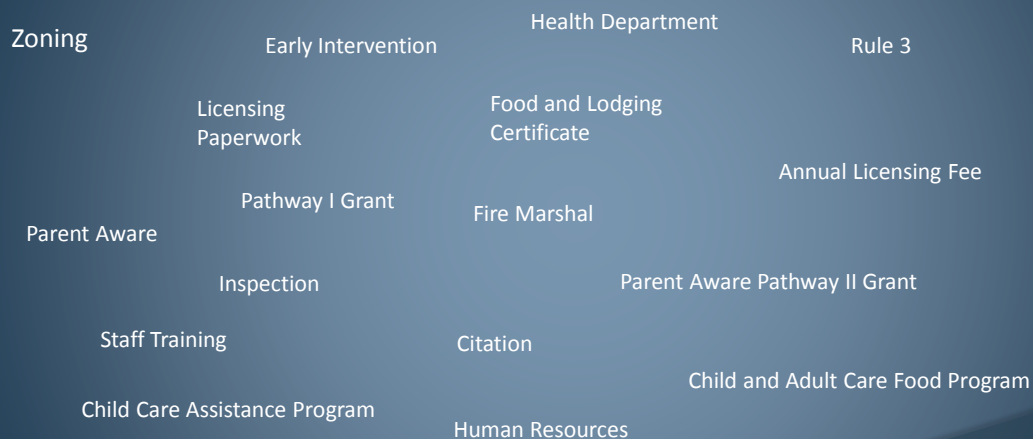 Health Department
Zoning
Early Intervention
Rule 3
Licensing
Paperwork
Food and Lodging
Certificate
Annual Licensing Fee
Pathway I Grant
Fire Marshal
Parent Aware
Inspection
Parent Aware Pathway II Grant
Staff Training
Citation
Child and Adult Care Food Program
Child Care Assistance Program
Human Resources